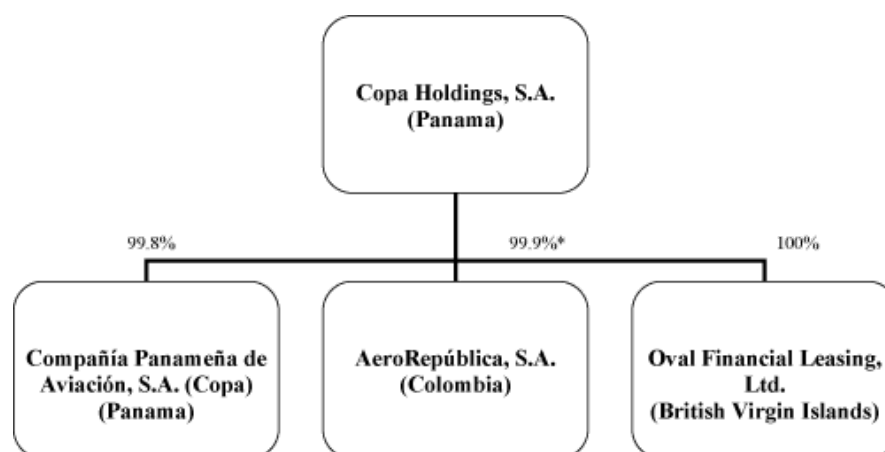 Copa Holdings, S.A.
(Panama)
99.8%
99.9%*
100%
Compañía Panameña de
Aviación, S.A. (Copa)
(Panama)
AeroRepública, S.A.
(Colombia)
Oval Financial Leasing,
Ltd.
(British Virgin Islands)